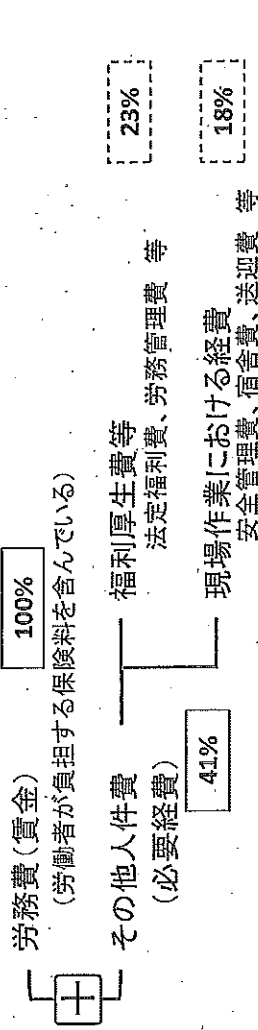 労務費(賃金)
100%
(労働者が負担する保険料を含んでいる)
+
その他人件費
(必要経費)
41%
福利厚生費等
23%
法定福利費、労務管理費 等
現場作業における経費
18%
安全管理費、宿舎費、送迎費 等